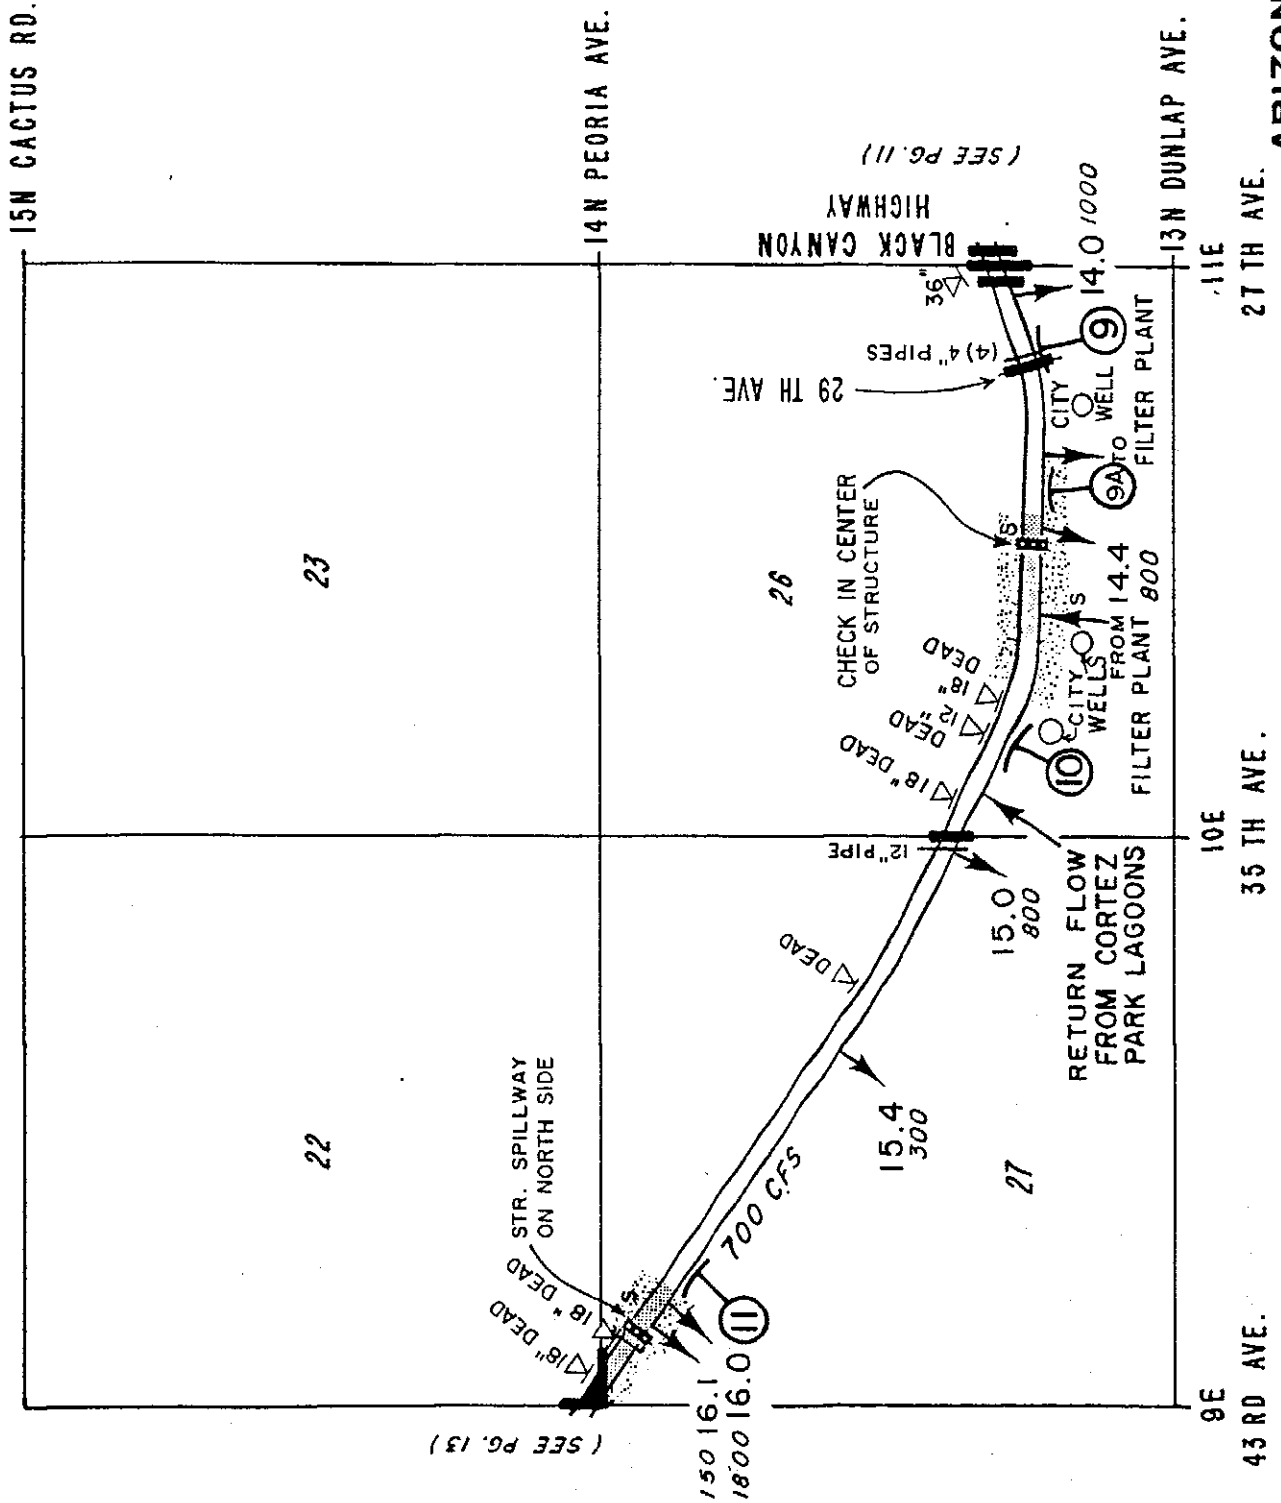 15N CACTUS RD.
14N PEORIA AVE.
13N DUNLAP AVE.
ARIZON
(SEE PG. 11)
BLACK CANYON
HIGHWAY
36"
14.0 1000
11E
27 TH AVE.
(4) 4" PIPES
29 TH AVE.
9
CITY
WELL
9A
TO
FILTER PLANT
23
26
CHECK IN CENTER
OF STRUCTURE
S
14.4
800
S
FROM
FILTER PLANT
CITY
WELLS
18" DEAD
12" DEAD
18" DEAD
10
12" PIPE
10E
35 TH AVE.
15.0
800
RETURN FLOW
FROM CORTEZ
PARK LAGOONS
DEAD
15.4
300
22
27
STR. SPILLWAY
ON NORTH SIDE
700 CFS
S
18" DEAD
18" DEAD
11
150 16.1
1800 16.0
(SEE PG. 13)
9E
43 RD AVE.